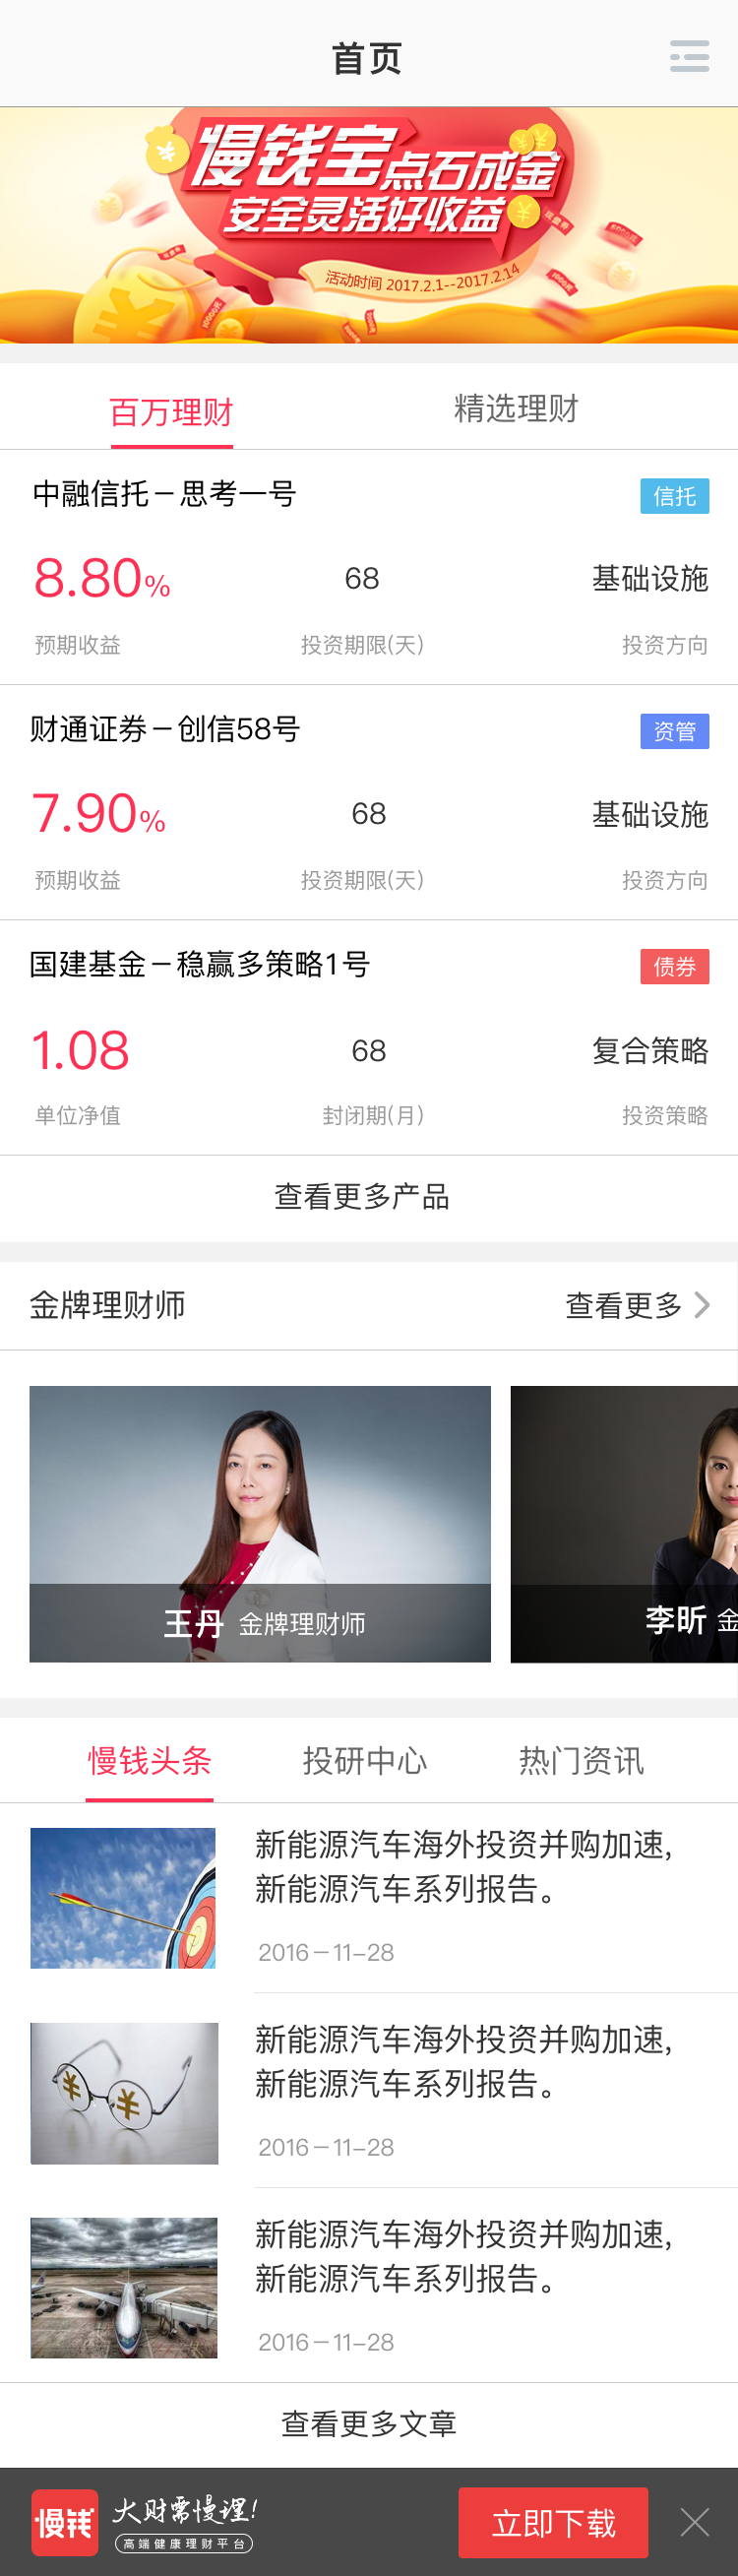 首页
慢钱宝点石成金
安全灵活好收益
活动时间 2017.2.1--2017.2.14
百万理财 精选理财
中融信托－思考一号 信托
8.80% 68 基础设施
预期收益 投资期限(天) 投资方向
财通证券－创信58号 资管
7.90% 68 基础设施
预期收益 投资期限(天) 投资方向
国建基金－稳赢多策略1号 债券
1.08 68 复合策略
单位净值 封闭期(月) 投资策略
查看更多产品
金牌理财师 查看更多
王丹 金牌理财师 李昕 金
慢钱头条 投研中心 热门资讯
新能源汽车海外投资并购加速,
新能源汽车系列报告。
2016－11-28
新能源汽车海外投资并购加速,
新能源汽车系列报告。
2016－11-28
新能源汽车海外投资并购加速,
新能源汽车系列报告。
2016－11-28
查看更多文章
慢钱 大财需慢理! 立即下载
高端健康理财平台